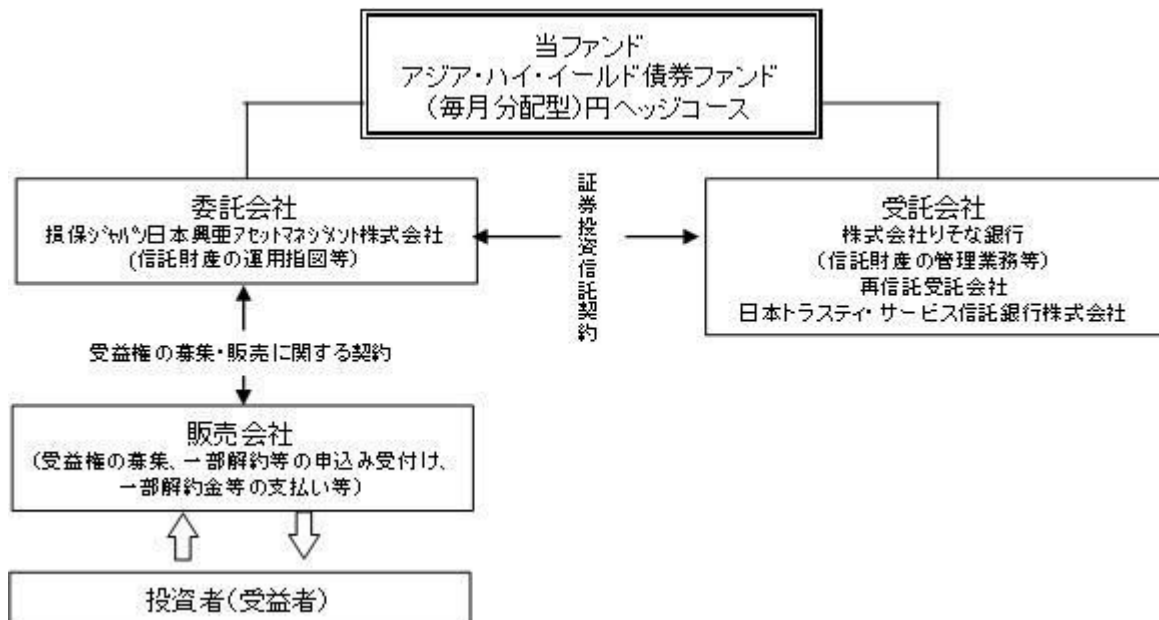 当ファンド
アジア・ハイ・イールド債券ファンド
(毎月分配型)円ヘッジコース
委託会社
損保ｼﾞｬﾊﾟﾝ日本興亜ｱｾｯﾄﾏﾈｼﾞﾒﾝﾄ株式会社
(信託財産の運用指図等)
証券投資信託契約
受託会社
株式会社りそな銀行
(信託財産の管理業務等)
再信託受託会社
日本トラスティ・サービス信託銀行株式会社
受益権の募集・販売に関する契約
販売会社
(受益権の募集、一部解約等の申込み受付け、
一部解約金等の支払い等)
投資者(受益者)